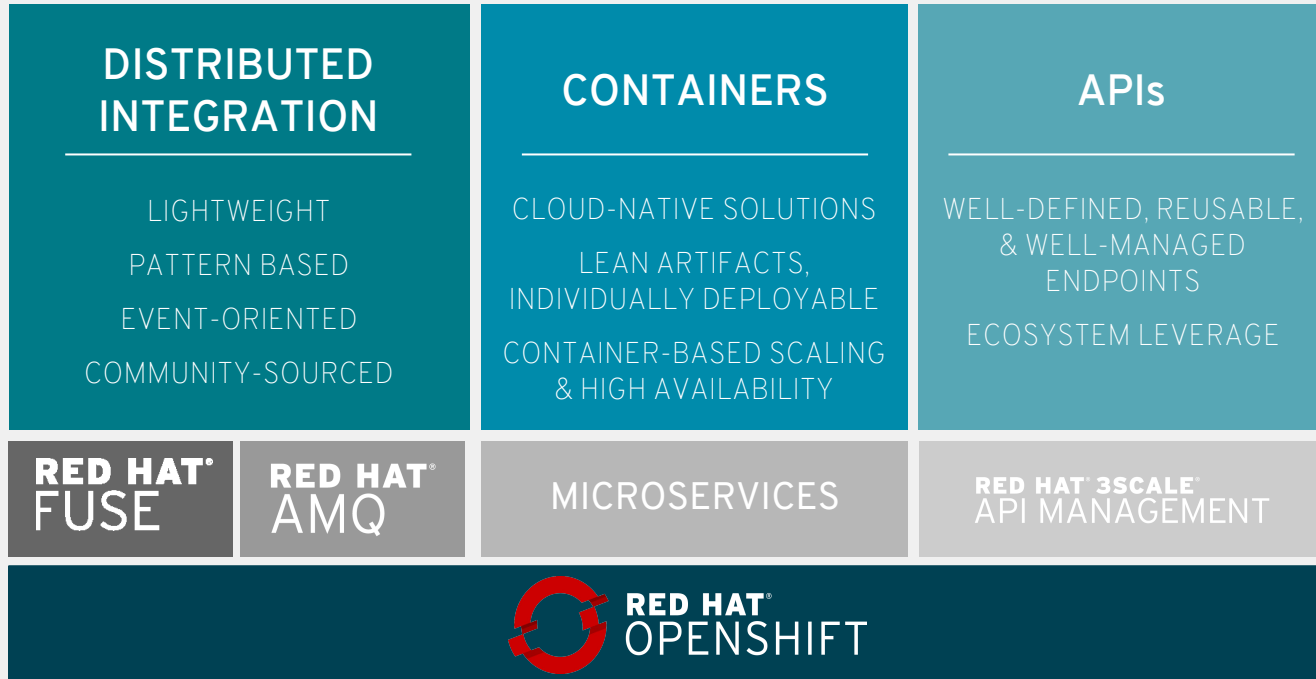 DISTRIBUTED
INTEGRATION
LIGHTWEIGHT
PATTERN BASED
EVENT-ORIENTED
COMMUNITY-SOURCED
CONTAINERS
CLOUD-NATIVE SOLUTIONS
LEAN ARTIFACTS,
INDIVIDUALLY DEPLOYABLE
CONTAINER-BASED SCALING
& HIGH AVAILABILITY
APIs
WELL-DEFINED, REUSABLE,
& WELL-MANAGED
ENDPOINTS
ECOSYSTEM LEVERAGE
RED HAT®
FUSE
RED HAT®
AMQ
MICROSERVICES
RED HAT® 3SCALE®
API MANAGEMENT
RED HAT®
OPENSHIFT